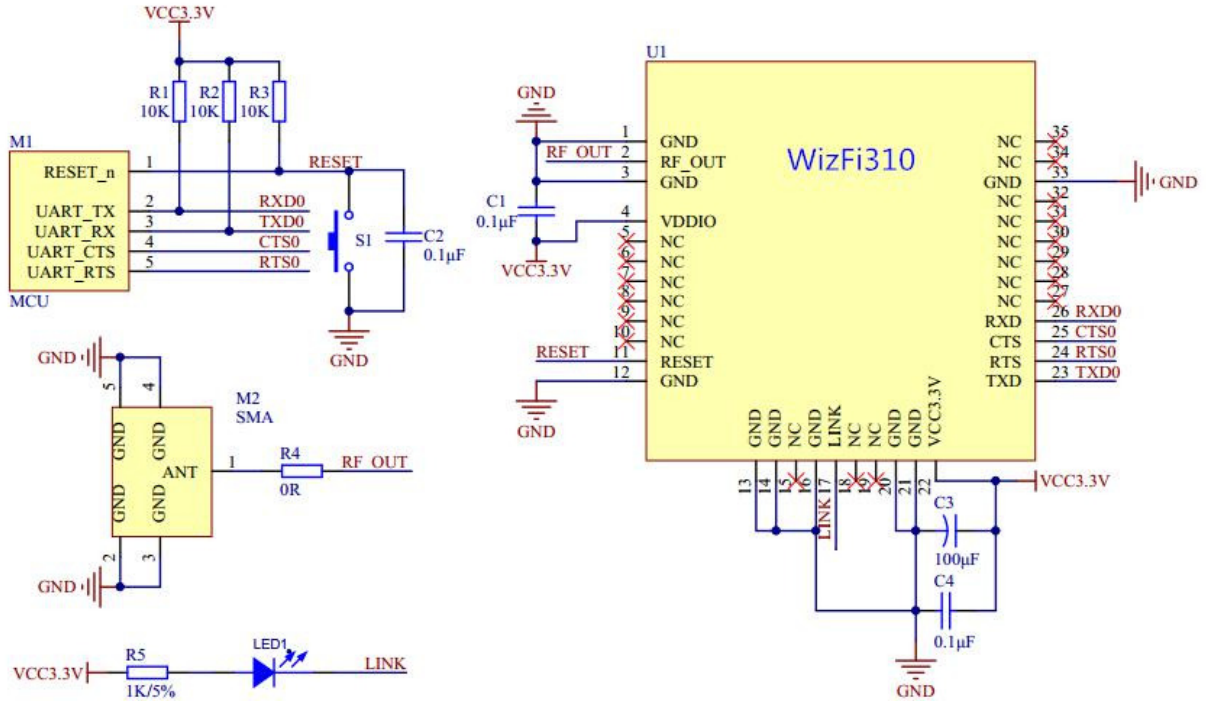 VCC3.3V
R1
10K
R2
10K
R3
10K
M1
RESET_n
1
RESET
UART_TX
2
RXD0
UART_RX
3
TXD0
UART_CTS
4
CTS0
UART_RTS
5
RTS0
MCU
S1
C2
0.1µF
GND
GND
5
4
GND
GND
M2
SMA
ANT
1
R4
0R
RF_OUT
GND
GND
2
3
GND
VCC3.3V
R5
1K/5%
LED1
LINK
U1
WizFi310
GND
1
GND
RF_OUT
2
RF_OUT
3
GND
C1
0.1µF
4
VDDIO
VCC3.3V
5
NC
6
NC
7
NC
8
NC
9
NC
10
NC
RESET
11
RESET
12
GND
GND
NC
35
NC
34
GND
33
GND
NC
32
NC
31
NC
30
NC
29
NC
28
NC
27
RXD
26
RXD0
CTS
25
CTS0
RTS
24
RTS0
TXD
23
TXD0
GND
GND
NC
GND
LINK
NC
NC
GND
GND
VCC3.3V
13
14
15
16
17
18
19
20
21
22
LINK
VCC3.3V
C3
100µF
C4
0.1µF
GND